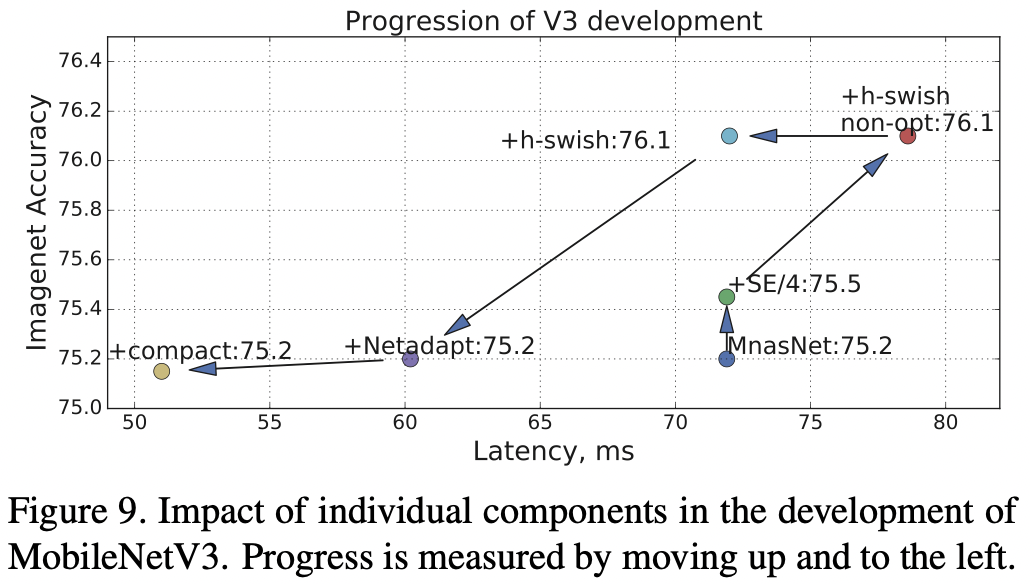 Progression of V3 development
Imagenet Accuracy
76.4
76.2
76.0
75.8
75.6
75.4
75.2
75.0
+h-swish
non-opt:76.1
+h-swish:76.1
+SE/4:75.5
MnasNet:75.2
+Netadapt:75.2
+compact:75.2
50 55 60 65 70 75 80
Latency, ms
Figure 9. Impact of individual components in the development of
MobileNetV3. Progress is measured by moving up and to the left.